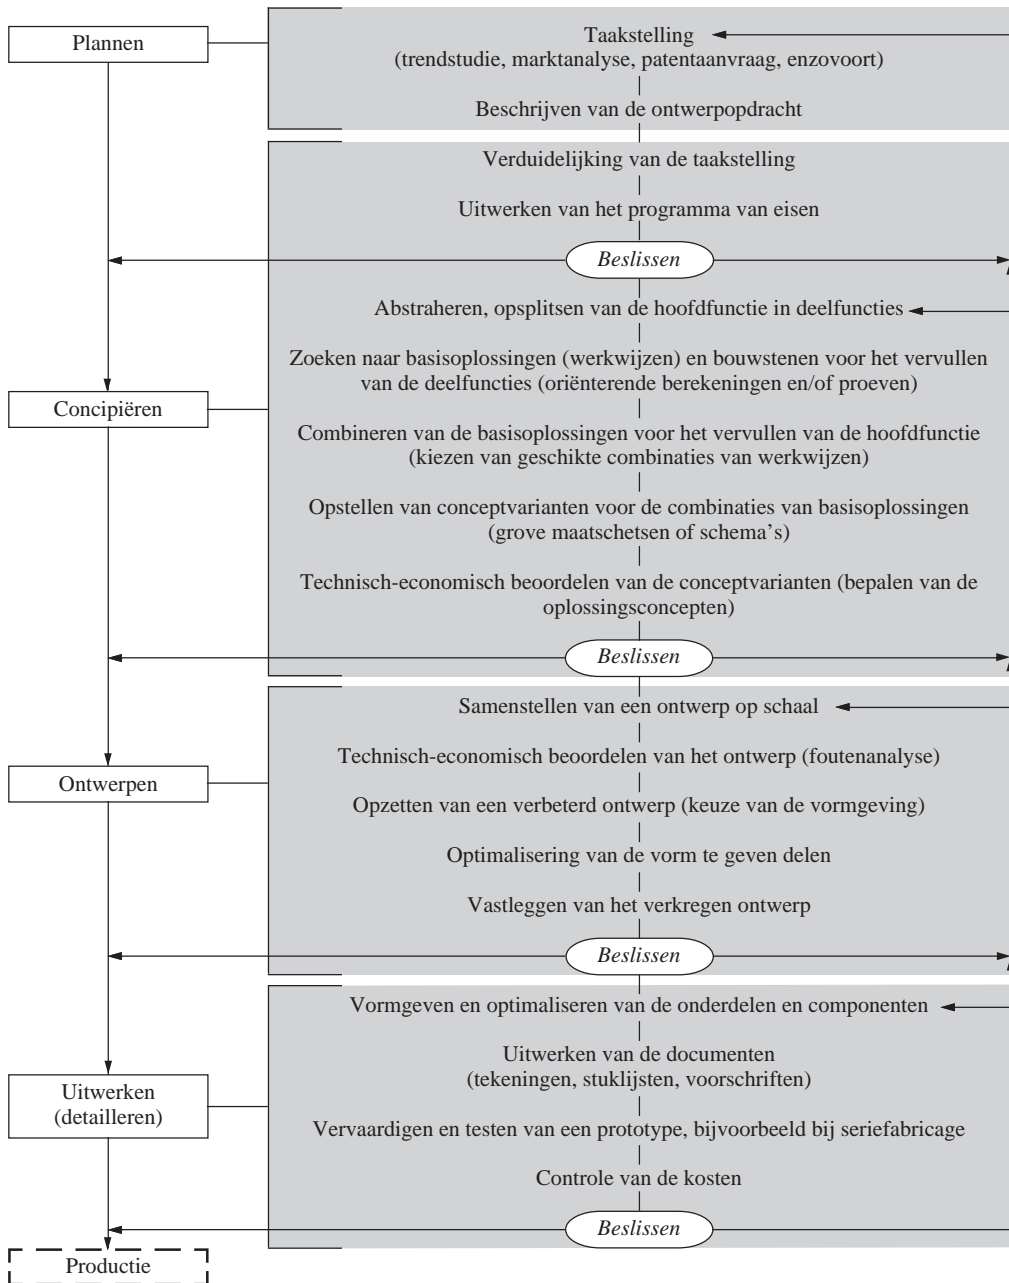 Plannen
Taakstelling
(trendstudie, marktanalyse, patentaanvraag, enzovoort)
Beschrijven van de ontwerpopdracht
Verduidelijking van de taakstelling
Uitwerken van het programma van eisen
Beslissen
Abstraheren, opsplitsen van de hoofdfunctie in deelfuncties
Zoeken naar basisoplossingen (werkwijzen) en bouwstenen voor het vervullen
van de deelfuncties (oriënterende berekeningen en/of proeven)
Concipiëren
Combineren van de basisoplossingen voor het vervullen van de hoofdfunctie
(kiezen van geschikte combinaties van werkwijzen)
Opstellen van conceptvarianten voor de combinaties van basisoplossingen
(grove maatschetsen of schema’s)
Technisch-economisch beoordelen van de conceptvarianten (bepalen van de
oplossingsconcepten)
Beslissen
Samenstellen van een ontwerp op schaal
Technisch-economisch beoordelen van het ontwerp (foutenanalyse)
Ontwerpen
Opzetten van een verbeterd ontwerp (keuze van de vormgeving)
Optimalisering van de vorm te geven delen
Vastleggen van het verkregen ontwerp
Beslissen
Vormgeven en optimaliseren van de onderdelen en componenten
Uitwerken van de documenten
(tekeningen, stuklijsten, voorschriften)
Uitwerken
(detailleren)
Vervaardigen en testen van een prototype, bijvoorbeeld bij seriefabricage
Controle van de kosten
Beslissen
Productie